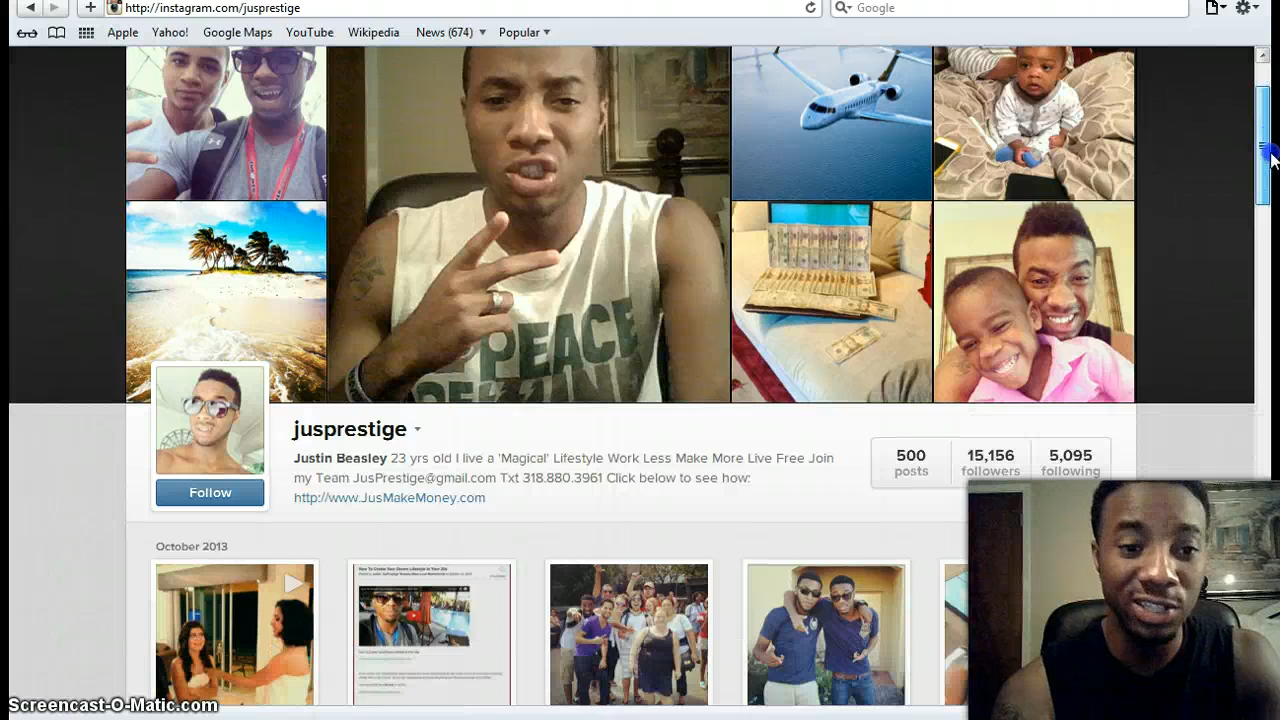 http://instagram.com/jusprestige
Google
Apple Yahoo! Google Maps YouTube Wikipedia News (674) Popular
PEACE
jusprestige
Justin Beasley 23 yrs old I live a 'Magical' Lifestyle Work Less Make More Live Free Join
my Team JusPrestige@gmail.com Txt 318.880.3961 Click below to see how:
http://www.JusMakeMoney.com
Follow
500 posts
15,156 followers
5,095 following
October 2013
Screencast-O-Matic.com